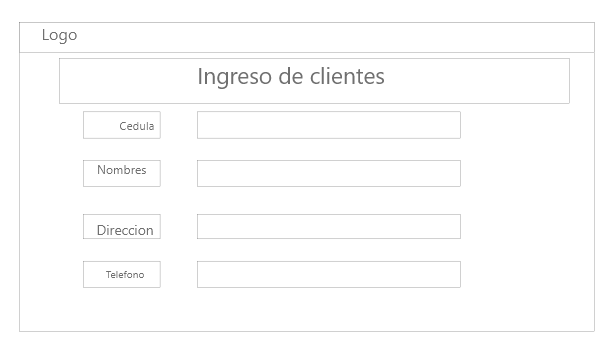 Logo
Ingreso de clientes
Cedula
Nombres
Direccion
Telefono